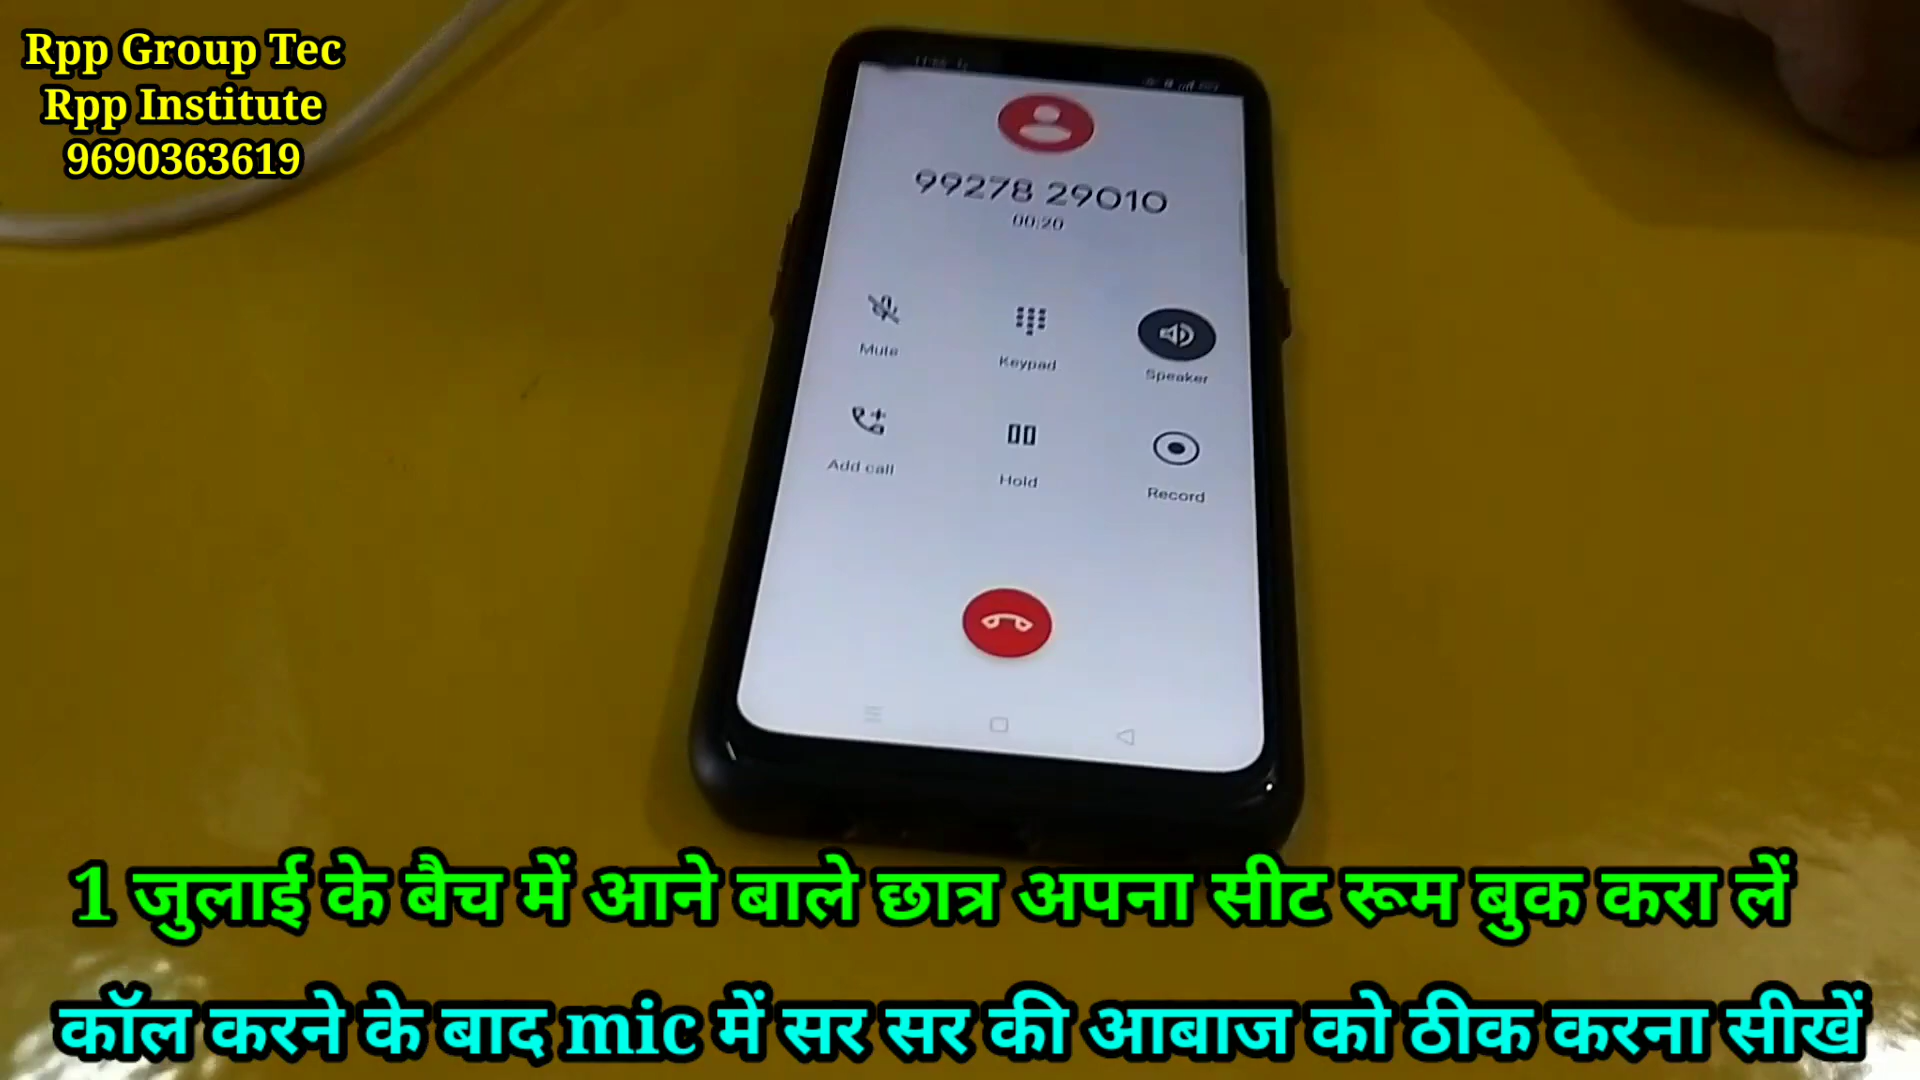 Rpp Group Tec
Rpp Institute
9690363619
99278 29010
00:20
Mute
Keypad
Speaker
Add call
Hold
Record
1 जुलाई के बैच में आने बाले छात्र अपना सीट रूम बुक करा लें
कॉल करने के बाद mic में सर सर की आबाज को ठीक करना सीखें